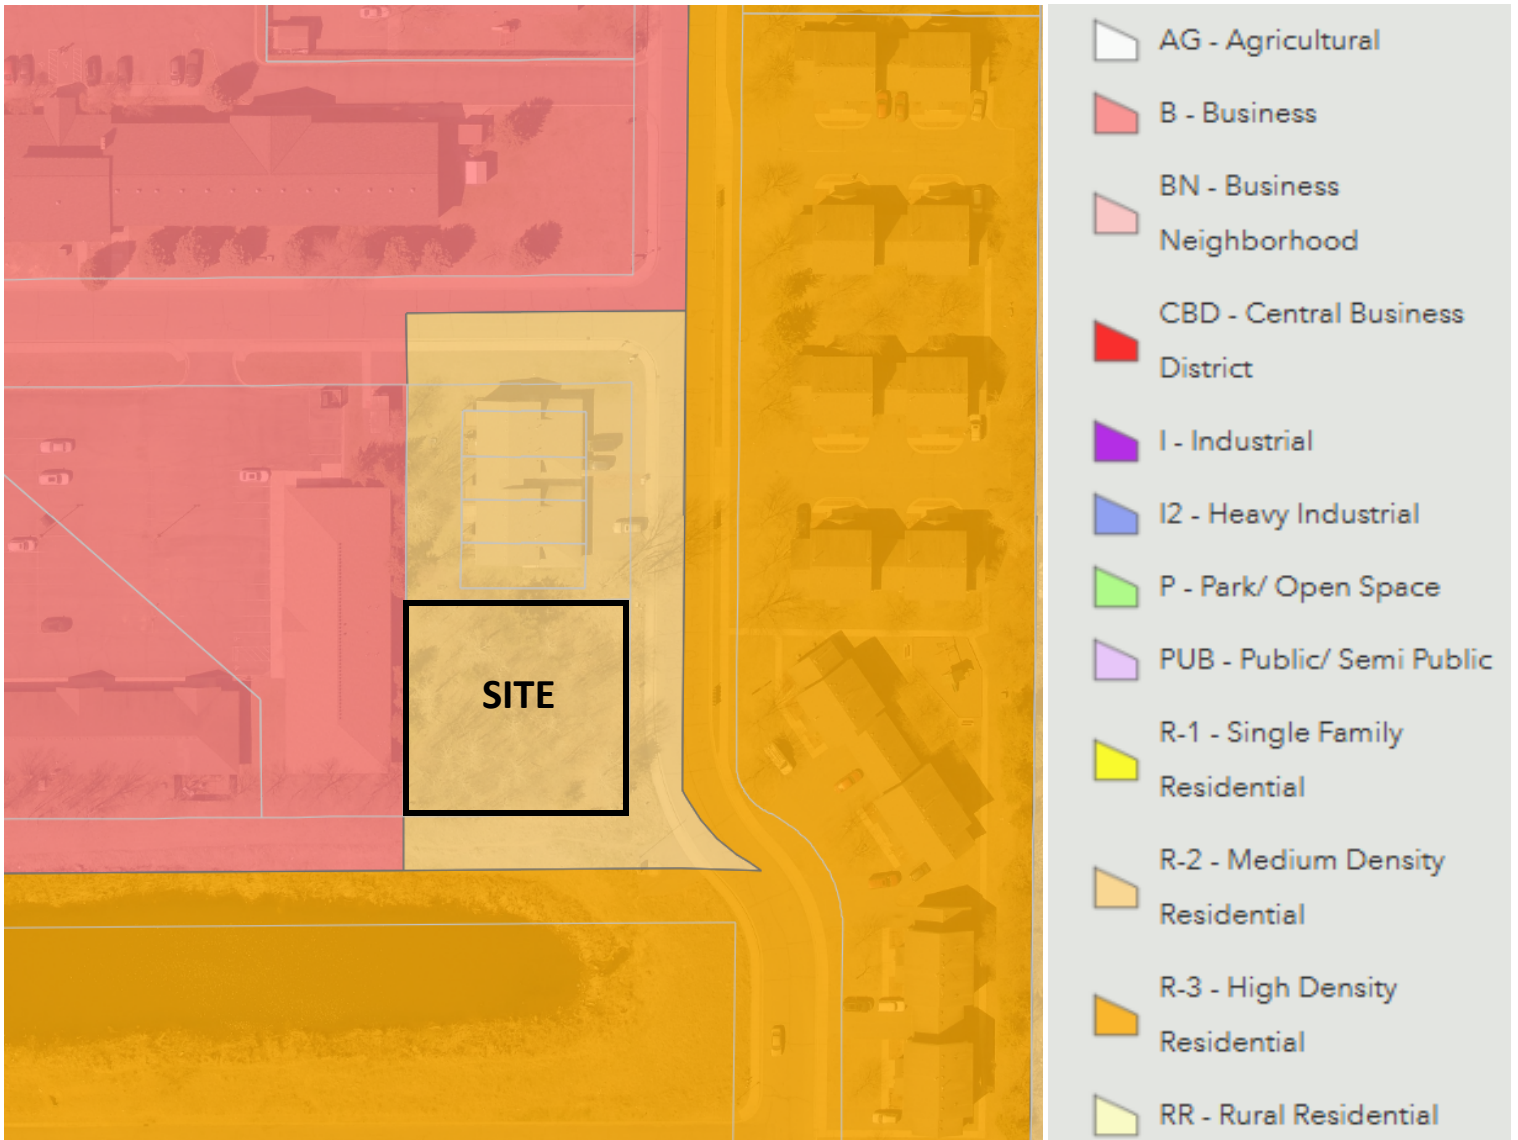 SITE
AG - Agricultural
B - Business
BN - Business
Neighborhood
CBD - Central Business
District
I - Industrial
I2 - Heavy Industrial
P - Park/ Open Space
PUB - Public/ Semi Public
R-1 - Single Family
Residential
R-2 - Medium Density
Residential
R-3 - High Density
Residential
RR - Rural Residential